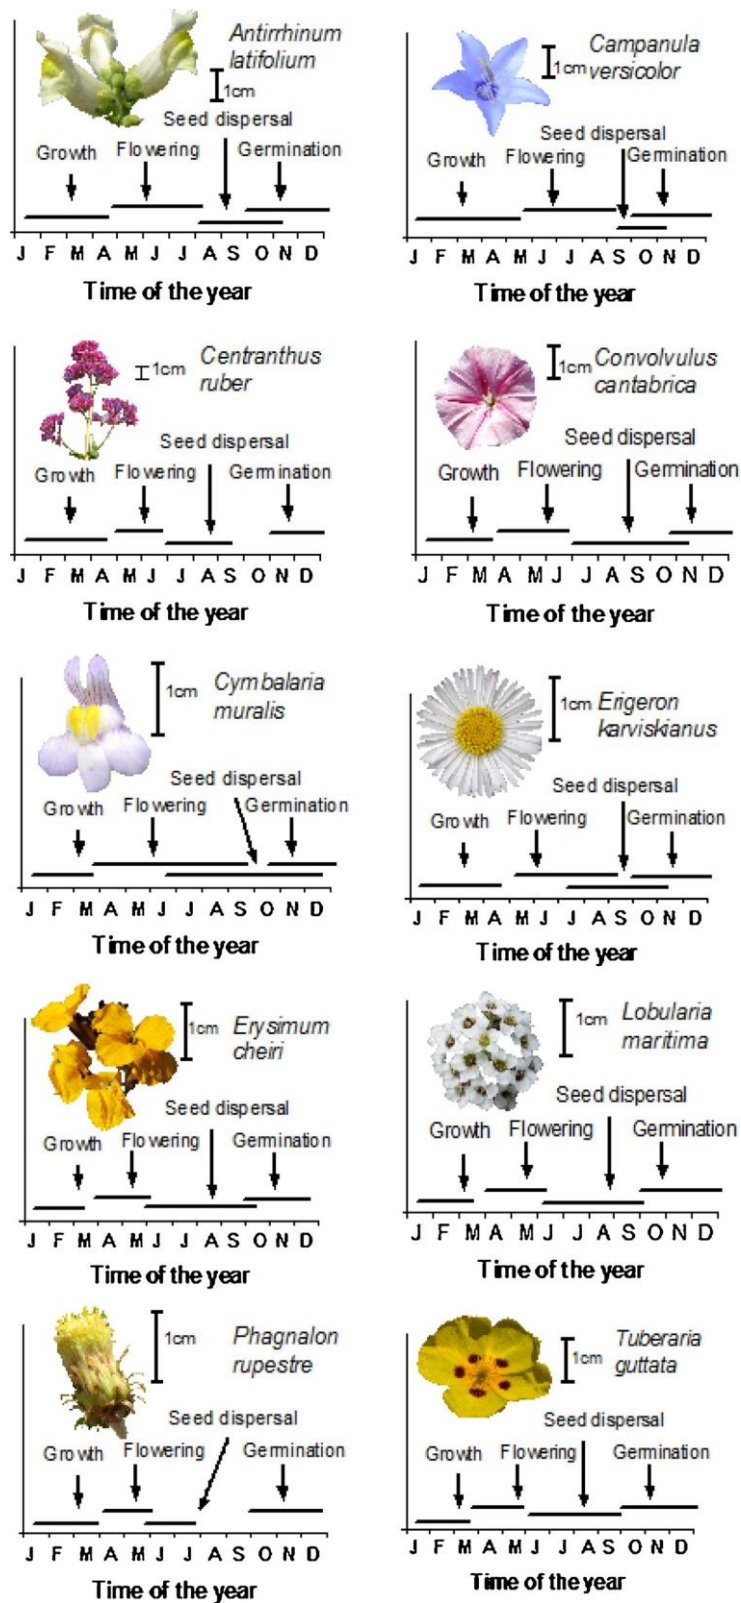 Antirrhinum
latifolium
1cm
Seed dispersal
Growth Flowering Germination
J F M A M J J A S O N D
Time of the year
Campanula
1cm versicolor
Seed dispersal
Growth Flowering Germination
J F M A M J J A S O N D
Time of the year
Centranthus
1cm ruber
Seed dispersal
Growth Flowering Germination
J F M A M J J A S O N D
Time of the year
Convolvulus
1cm cantabrica
Seed dispersal
Growth Flowering Germination
J F M A M J J A S O N D
Time of the year
Cymbalaria
1cm muralis
Seed dispersal
Growth Flowering Germination
J F M A M J J A S O N D
Time of the year
1cm Erigeron
karviskianus
Seed dispersal
Growth Flowering Germination
J F M A M J J A S O N D
Time of the year
1cm Erysimum
cheiri
Seed dispersal
Growth Flowering Germination
J F M A M J J A S O N D
Time of the year
Lobularia
1cm maritima
Seed dispersal
Growth Flowering Germination
J F M A M J J A S O N D
Time of the year
Phagnalon
1cm rupestre
Seed dispersal
Growth Flowering Germination
J F M A M J J A S O N D
Time of the year
Tuberaria
1cm guttata
Seed dispersal
Growth Flowering Germination
J F M A M J J A S O N D
Time of the year